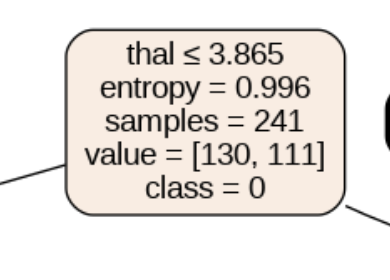 thal ≤ 3.865
entropy = 0.996
samples = 241
value = [130, 111]
class = 0